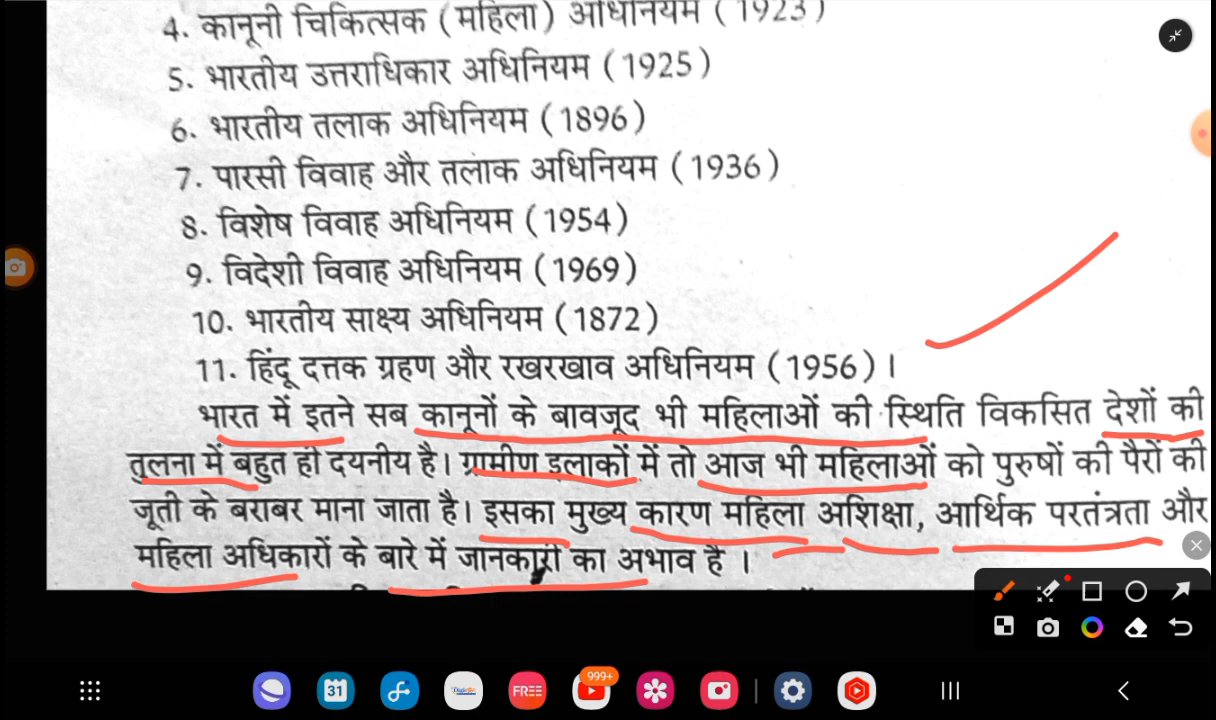 4. कानूनी चिकित्सक (महिला) अधिनियम (1923)
5. भारतीय उत्तराधिकार अधिनियम (1925)
6. भारतीय तलाक अधिनियम (1896)
7. पारसी विवाह और तलाक अधिनियम (1936)
8. विशेष विवाह अधिनियम (1954)
9. विदेशी विवाह अधिनियम (1969)
10. भारतीय साक्ष्य अधिनियम (1872)
11. हिंदू दत्तक ग्रहण और रखरखाव अधिनियम (1956)।
भारत में इतने सब कानूनों के बावजूद भी महिलाओं की स्थिति विकसित देशों की
तुलना में बहुत ही दयनीय है। ग्रामीण इलाकों में तो आज भी महिलाओं को पुरुषों की पैरों की
जूती के बराबर माना जाता है। इसका मुख्य कारण महिला अशिक्षा, आर्थिक परतंत्रता और
महिला अधिकारों के बारे में जानकारी का अभाव है ।
31
FREE
999+